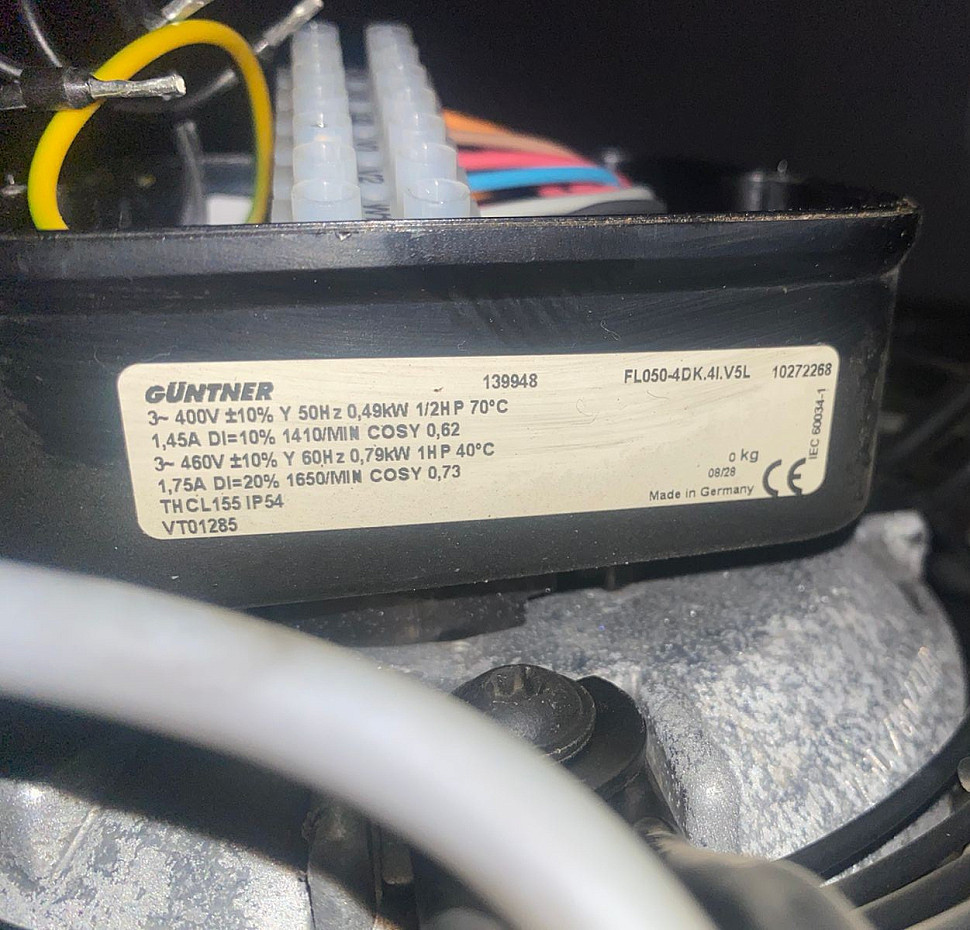 GÜNTNER 139948 FL050-4DK.4I.V5L 10272268
3~ 400V ±10% Y 50Hz 0,49kW 1/2HP 70°C
1,45A DI=10% 1410/MIN COSY 0,62
3~ 460V ±10% Y 60Hz 0,79kW 1HP 40°C
1,75A DI=20% 1650/MIN COSY 0,73
THCL155 IP54
VT01285
0 kg
08/28
Made in Germany CE
IEC 60034-1
V2